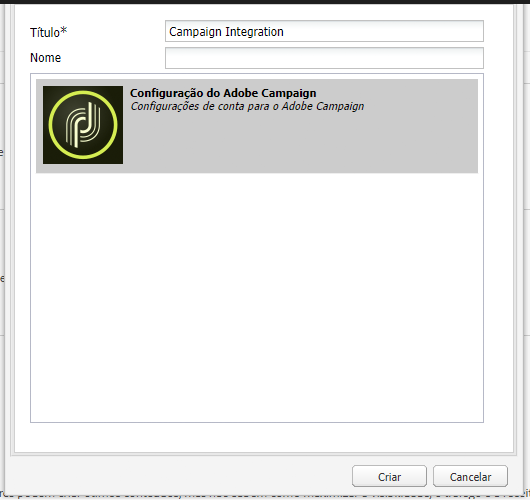 Título*
Campaign Integration
Nome
Configuração do Adobe Campaign
Configurações de conta para o Adobe Campaign
Criar
Cancelar